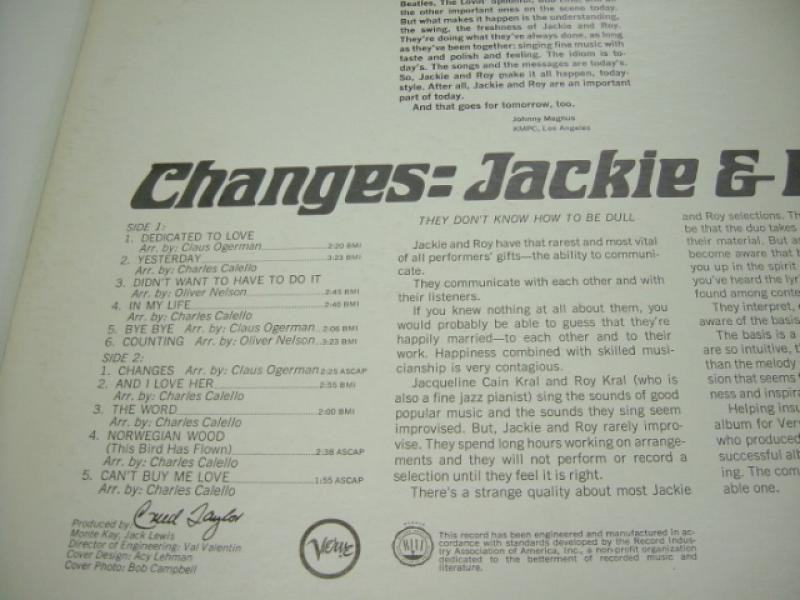 Beatles, The Lovin' Spoonful,
the other important ones on the scene today.
But what makes it happen is the understanding,
the swing, the freshness of Jackie and Roy.
They're doing what they've always done, as long
as they've been together: singing fine music with
taste and polish and feeling. The idiom is to-
day's. The songs and the messages are today's.
So, Jackie and Roy make it all happen, today-
style. After all, Jackie and Roy are an important
part of today.
And that goes for tomorrow, too.
Johnny Magnus
KMPC, Los Angeles
Changes: Jackie &
SIDE 1:
1. DEDICATED TO LOVE
Arr. by: Claus Ogerman 2:20 BMI
2. YESTERDAY 3:23 BMI
Arr. by: Charles Calello
3. DIDN'T WANT TO HAVE TO DO IT
Arr. by: Oliver Nelson 2:45 BMI
4. IN MY LIFE 2:40 BMI
Arr. by: Charles Calello
5. BYE BYE Arr. by: Claus Ogerman 2:06 BMI
6. COUNTING Arr. by: Oliver Nelson 3:23 BMI
SIDE 2:
1. CHANGES Arr. by: Claus Ogerman 2:25 ASCAP
2. AND I LOVE HER 2:55 BMI
Arr. by: Charles Calello
3. THE WORD 2:00 BMI
Arr. by: Charles Calello
4. NORWEGIAN WOOD
(This Bird Has Flown) 2:38 ASCAP
Arr. by: Charles Calello
5. CAN'T BUY ME LOVE 1:55 ASCAP
Arr. by: Charles Calello
Produced by: Creed Taylor
Monte Kay, Jack Lewis
Director of Engineering: Val Valentin
Cover Design: Acy Lehman
Cover Photo: Bob Campbell
Verve
THEY DON'T KNOW HOW TO BE DULL
Jackie and Roy have that rarest and most vital
of all performers' gifts—the ability to communi-
cate.
They communicate with each other and with
their listeners.
If you knew nothing at all about them, you
would probably be able to guess that they're
happily married—to each other and to their
work. Happiness combined with skilled musi-
cianship is very contagious.
Jacqueline Cain Kral and Roy Kral (who is
also a fine jazz pianist) sing the sounds of good
popular music and the sounds they sing seem
improvised. But, Jackie and Roy rarely impro-
vise. They spend long hours working on arrange-
ments and they will not perform or record a
selection until they feel it is right.
There's a strange quality about most Jackie
This record has been engineered and manufactured in ac-
cordance with standards developed by the Record Indus-
try Association of America, Inc., a non-profit organization
dedicated to the betterment of recorded music and
literature.
and Roy selections. Th
be that the duo takes
their material. But as
become aware that
you up in the spirit
you've heard the lyr
found among conte
They interpret,
aware of the basis
The basis is a
are so intuitive, t
than the melody
sion that seems
ness and inspira
Helping insu
album for Ver
who produced
successful alb
ing. The com
able one.